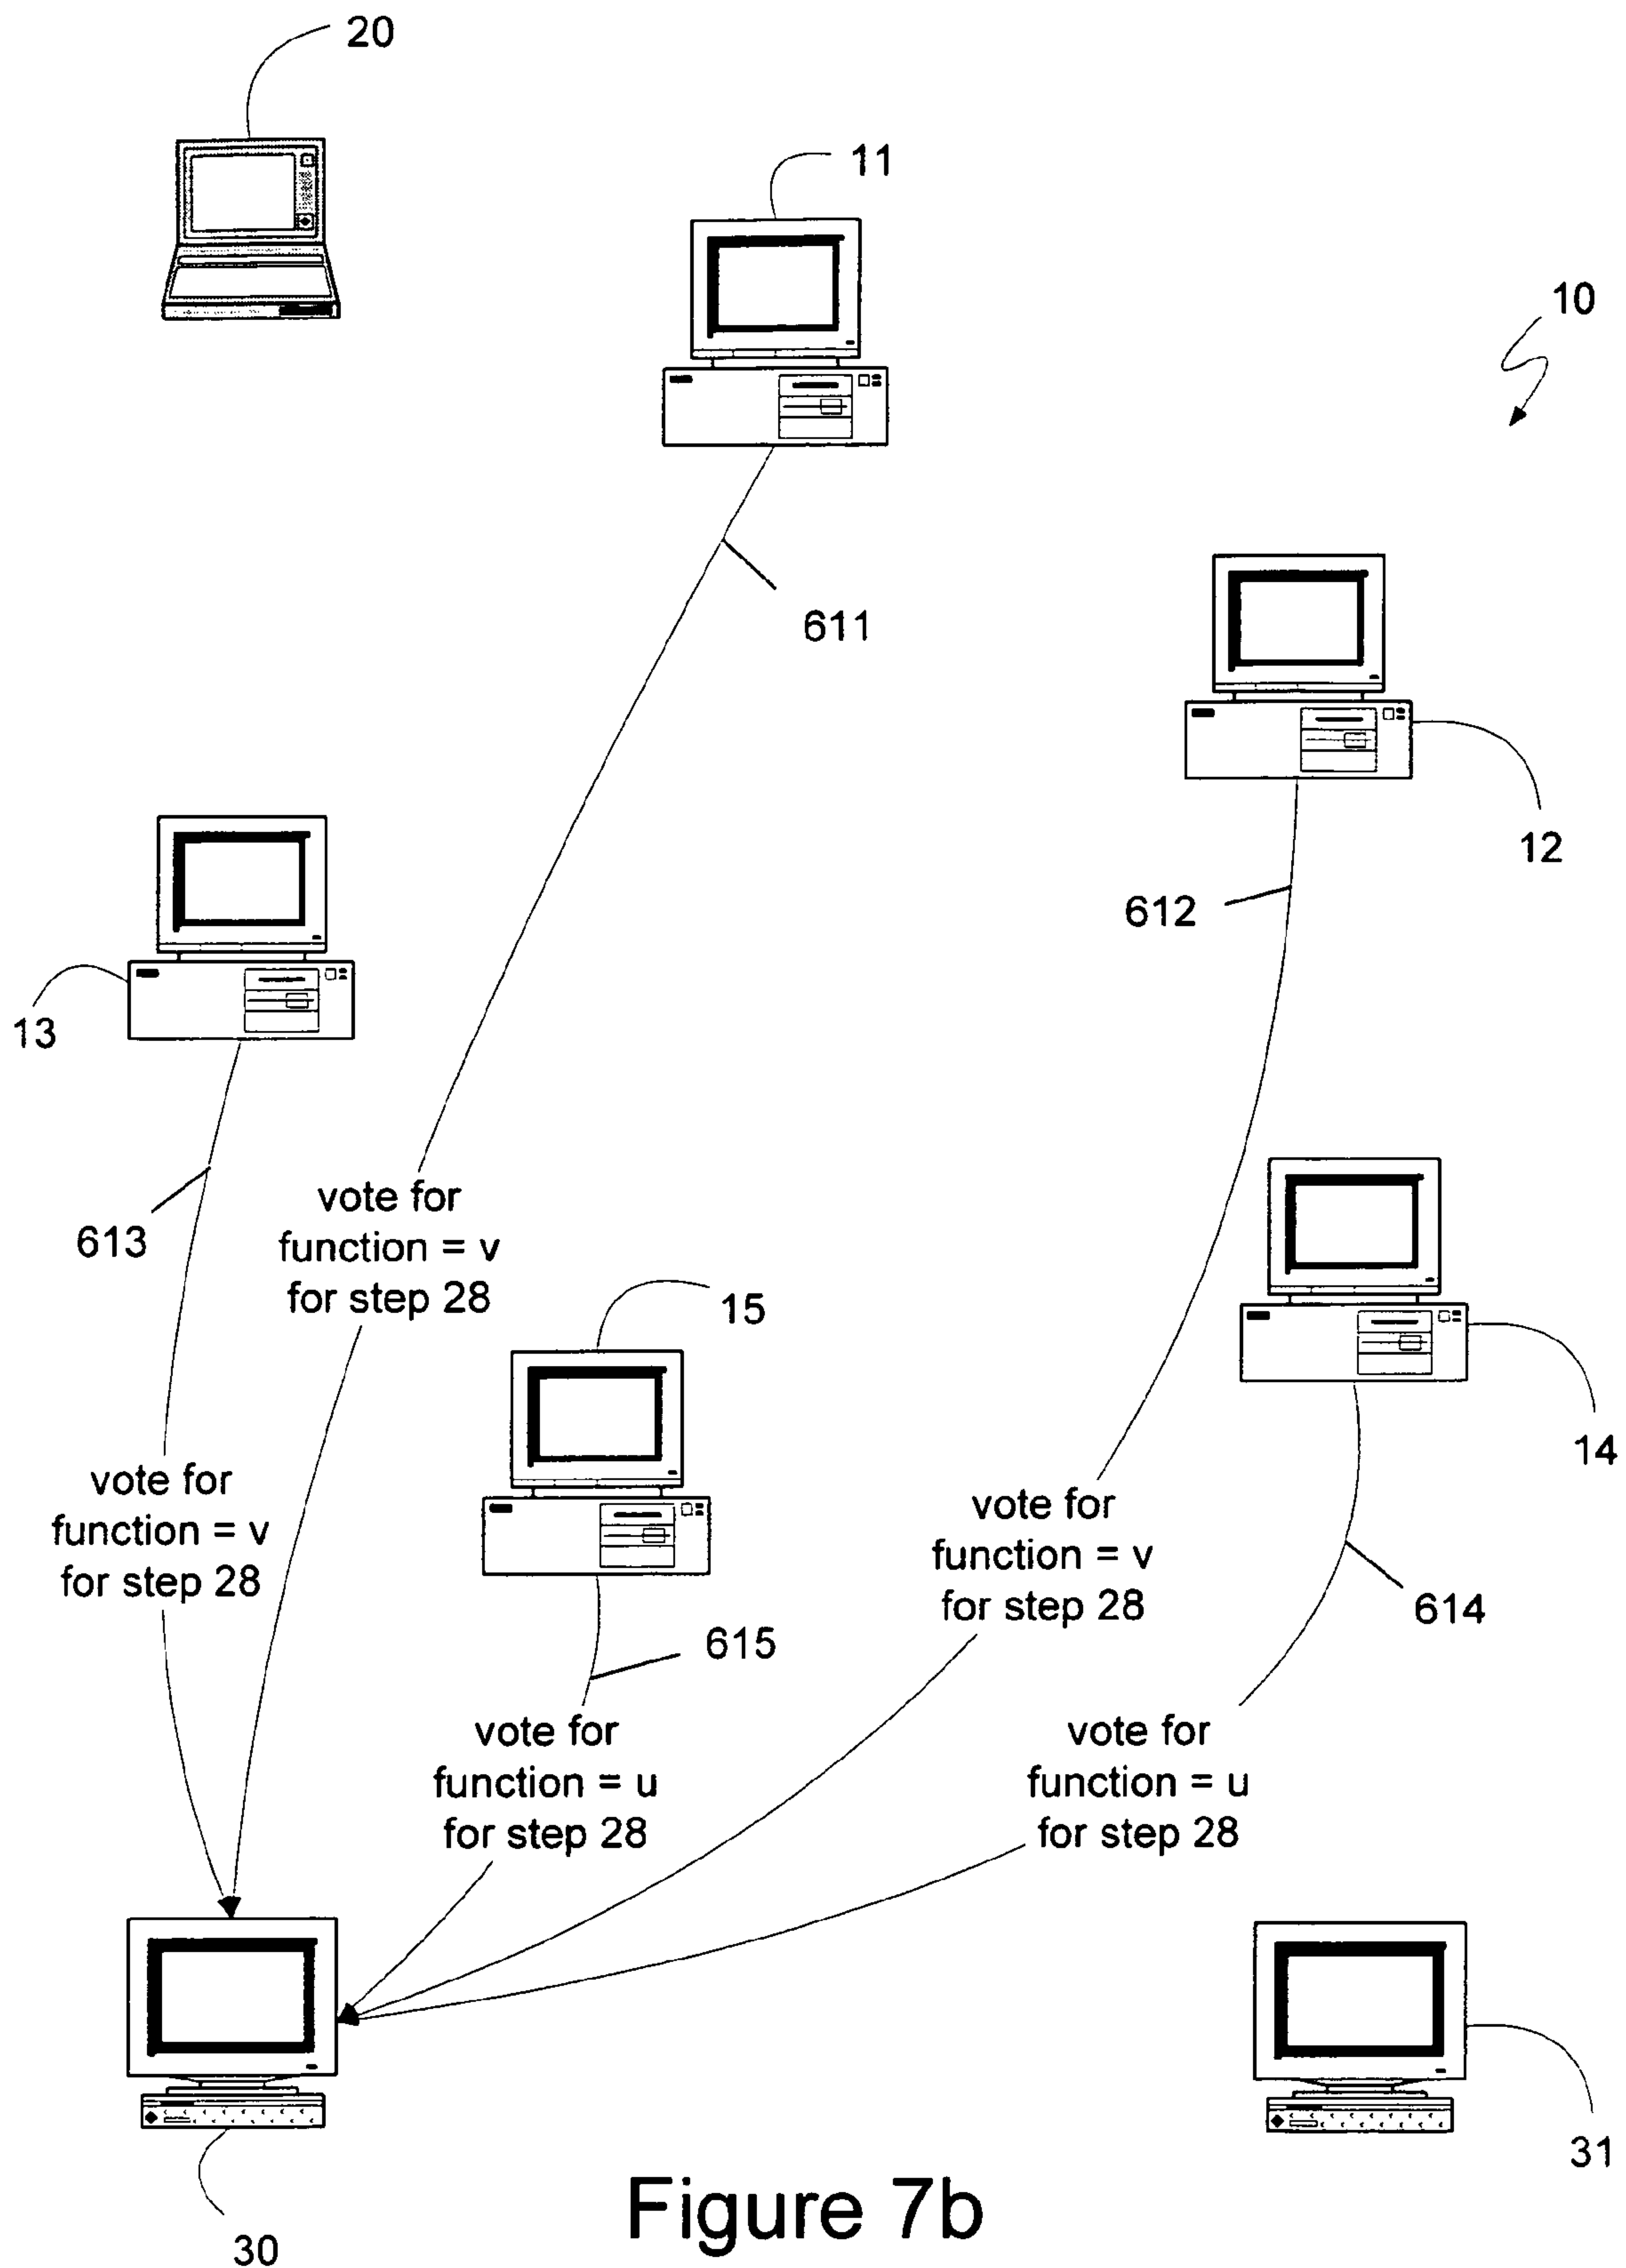 20
11
10
611
12
612
13
613
vote for
function = v
for step 28
15
14
vote for
function = v
for step 28
vote for
function = v
for step 28
614
615
vote for
function = u
for step 28
vote for
function = u
for step 28
31
30
Figure 7b